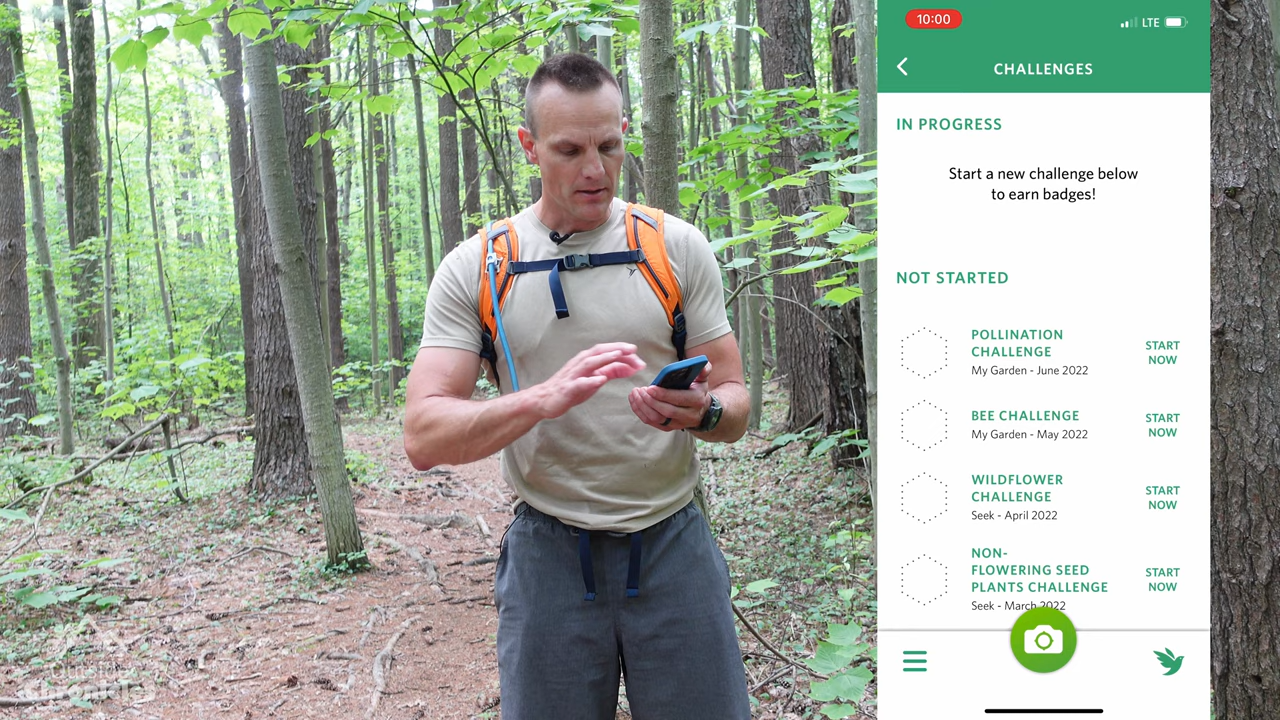 10:00
LTE
CHALLENGES
IN PROGRESS
Start a new challenge below
to earn badges!
NOT STARTED
POLLINATION
CHALLENGE
My Garden - June 2022
START
NOW
BEE CHALLENGE
My Garden - May 2022
START
NOW
WILDFLOWER
CHALLENGE
Seek - April 2022
START
NOW
NON-
FLOWERING SEED
PLANTS CHALLENGE
Seek - March 2022
START
NOW
Outside
Chronicles